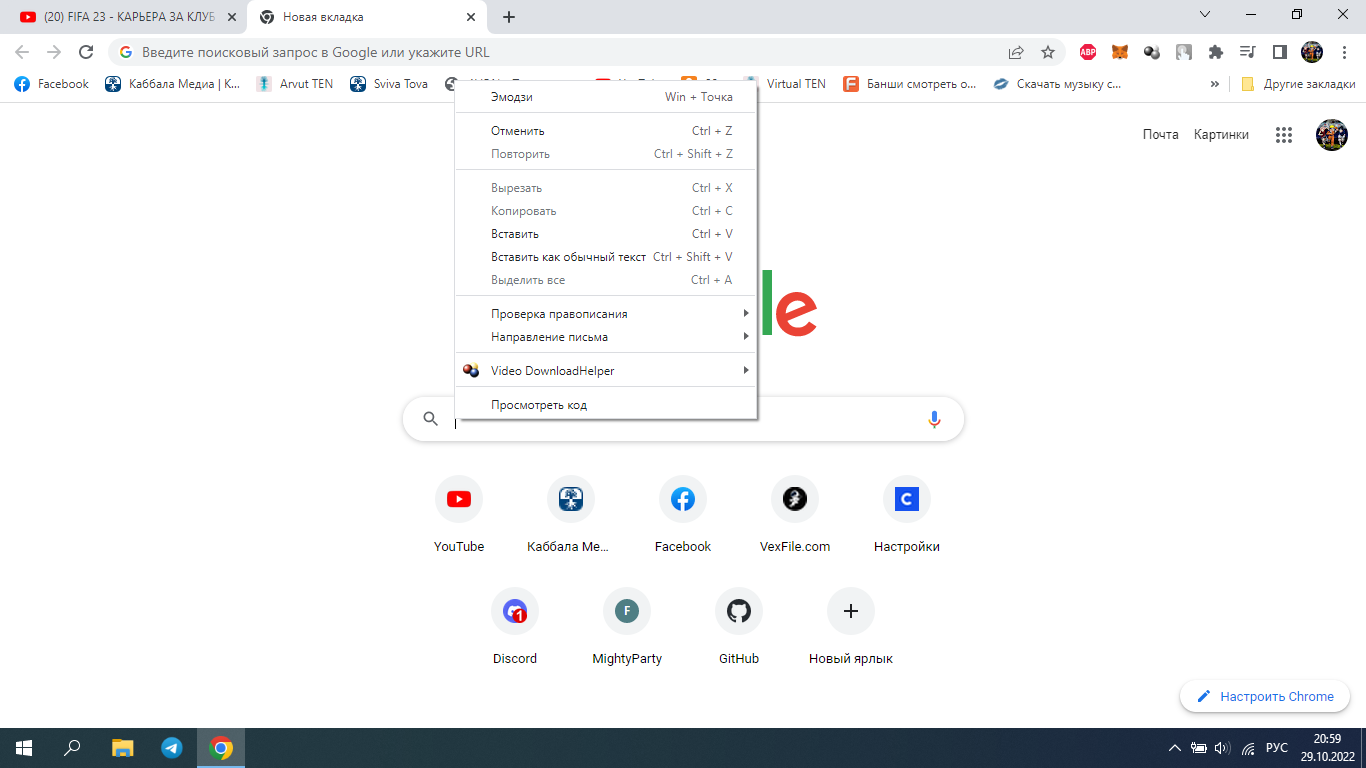 (20) FIFA 23 - КАРЬЕРА ЗА КЛУБ
Новая вкладка
Введите поисковый запрос в Google или укажите URL
ABP
Facebook
Каббала Медиа | К...
Arvut TEN
Sviva Tova
Virtual TEN
Банши смотреть о...
Скачать музыку с...
»
Другие закладки
Почта
Картинки
Эмодзи Win + Точка
Отменить Ctrl + Z
Повторить Ctrl + Shift + Z
Вырезать Ctrl + X
Копировать Ctrl + C
Вставить Ctrl + V
Вставить как обычный текст Ctrl + Shift + V
Выделить все Ctrl + A
Проверка правописания
Направление письма
Video DownloadHelper
Просмотреть код
le
YouTube
Каббала Ме...
Facebook
VexFile.com
Настройки
1
F
Discord
MightyParty
GitHub
Новый ярлык
Настроить Chrome
РУС
20:59
29.10.2022